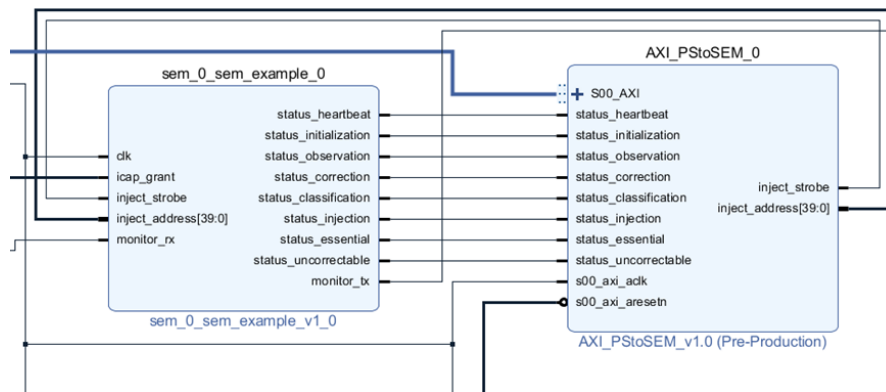 sem_0_sem_example_0
clk
icap_grant
inject_strobe
inject_address[39:0]
monitor_rx
status_heartbeat
status_initialization
status_observation
status_correction
status_classification
status_injection
status_essential
status_uncorrectable
monitor_tx
sem_0_sem_example_v1_0
AXI_PStoSEM_0
S00_AXI
status_heartbeat
status_initialization
status_observation
status_correction
status_classification
status_injection
status_essential
status_uncorrectable
s00_axi_aclk
s00_axi_aresetn
inject_strobe
inject_address[39:0]
AXI_PStoSEM_v1.0 (Pre-Production)